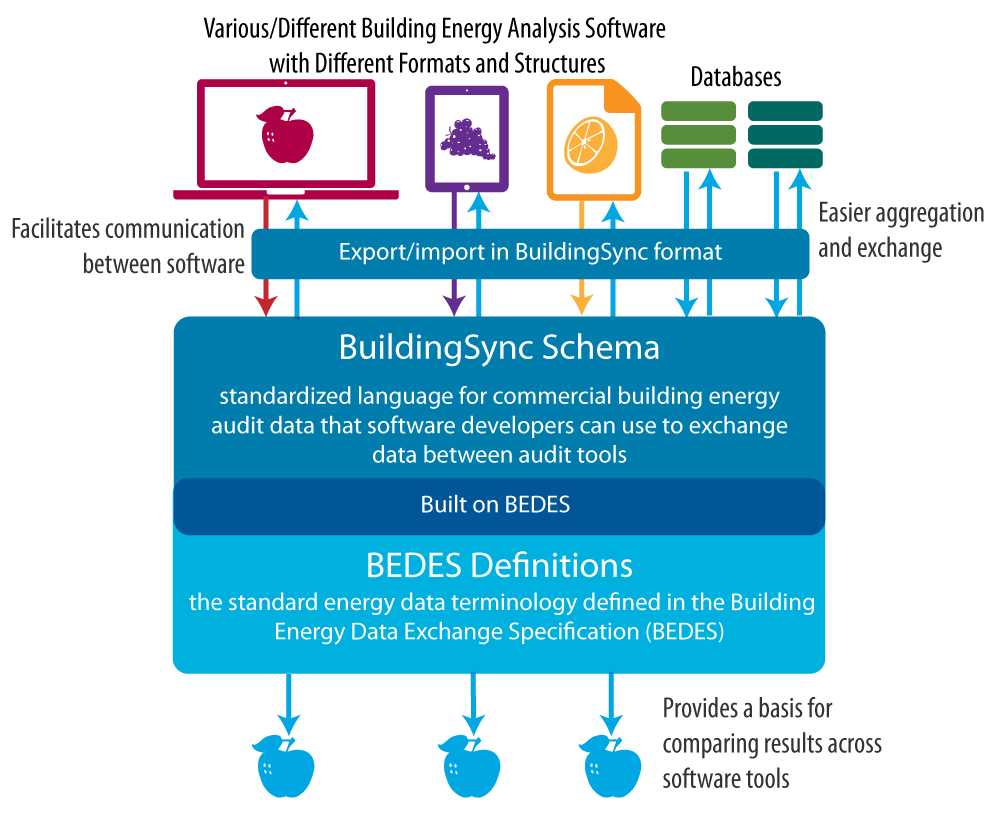 Various/Different Building Energy Analysis Software
with Different Formats and Structures
Databases
Facilitates communication
between software
Easier aggregation
and exchange
Export/import in BuildingSync format
BuildingSync Schema
standardized language for commercial building energy
audit data that software developers can use to exchange
data between audit tools
Built on BEDES
BEDES Definitions
the standard energy data terminology defined in the Building
Energy Data Exchange Specification (BEDES)
Provides a basis for
comparing results across
software tools